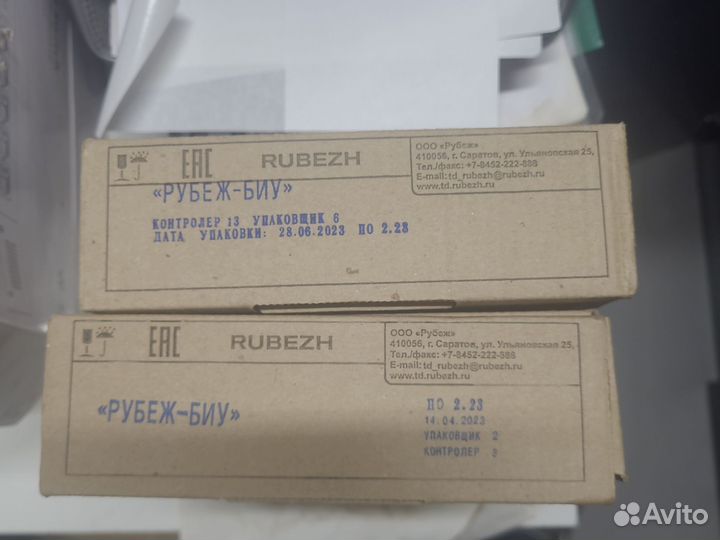 EAC RUBEZH
ООО «Рубеж»
410056, г. Саратов, ул. Ульяновская 25,
Тел./факс: +7-8452-222-888
E-mail: td_rubezh@rubezh.ru
www.td.rubezh.ru
«РУБЕЖ-БИУ»
КОНТРОЛЕР 13 УПАКОВЩИК 6
ДАТА УПАКОВКИ: 28.06.2023 ПО 2.23
EAC RUBEZH
ООО «Рубеж»
410056, г. Саратов, ул. Ульяновская 25,
Тел./факс: +7-8452-222-888
E-mail: td_rubezh@rubezh.ru
www.td.rubezh.ru
«РУБЕЖ-БИУ»
ПО 2.23
14.04.2023
УПАКОВЩИК 2
КОНТРОЛЕР 3
Avito